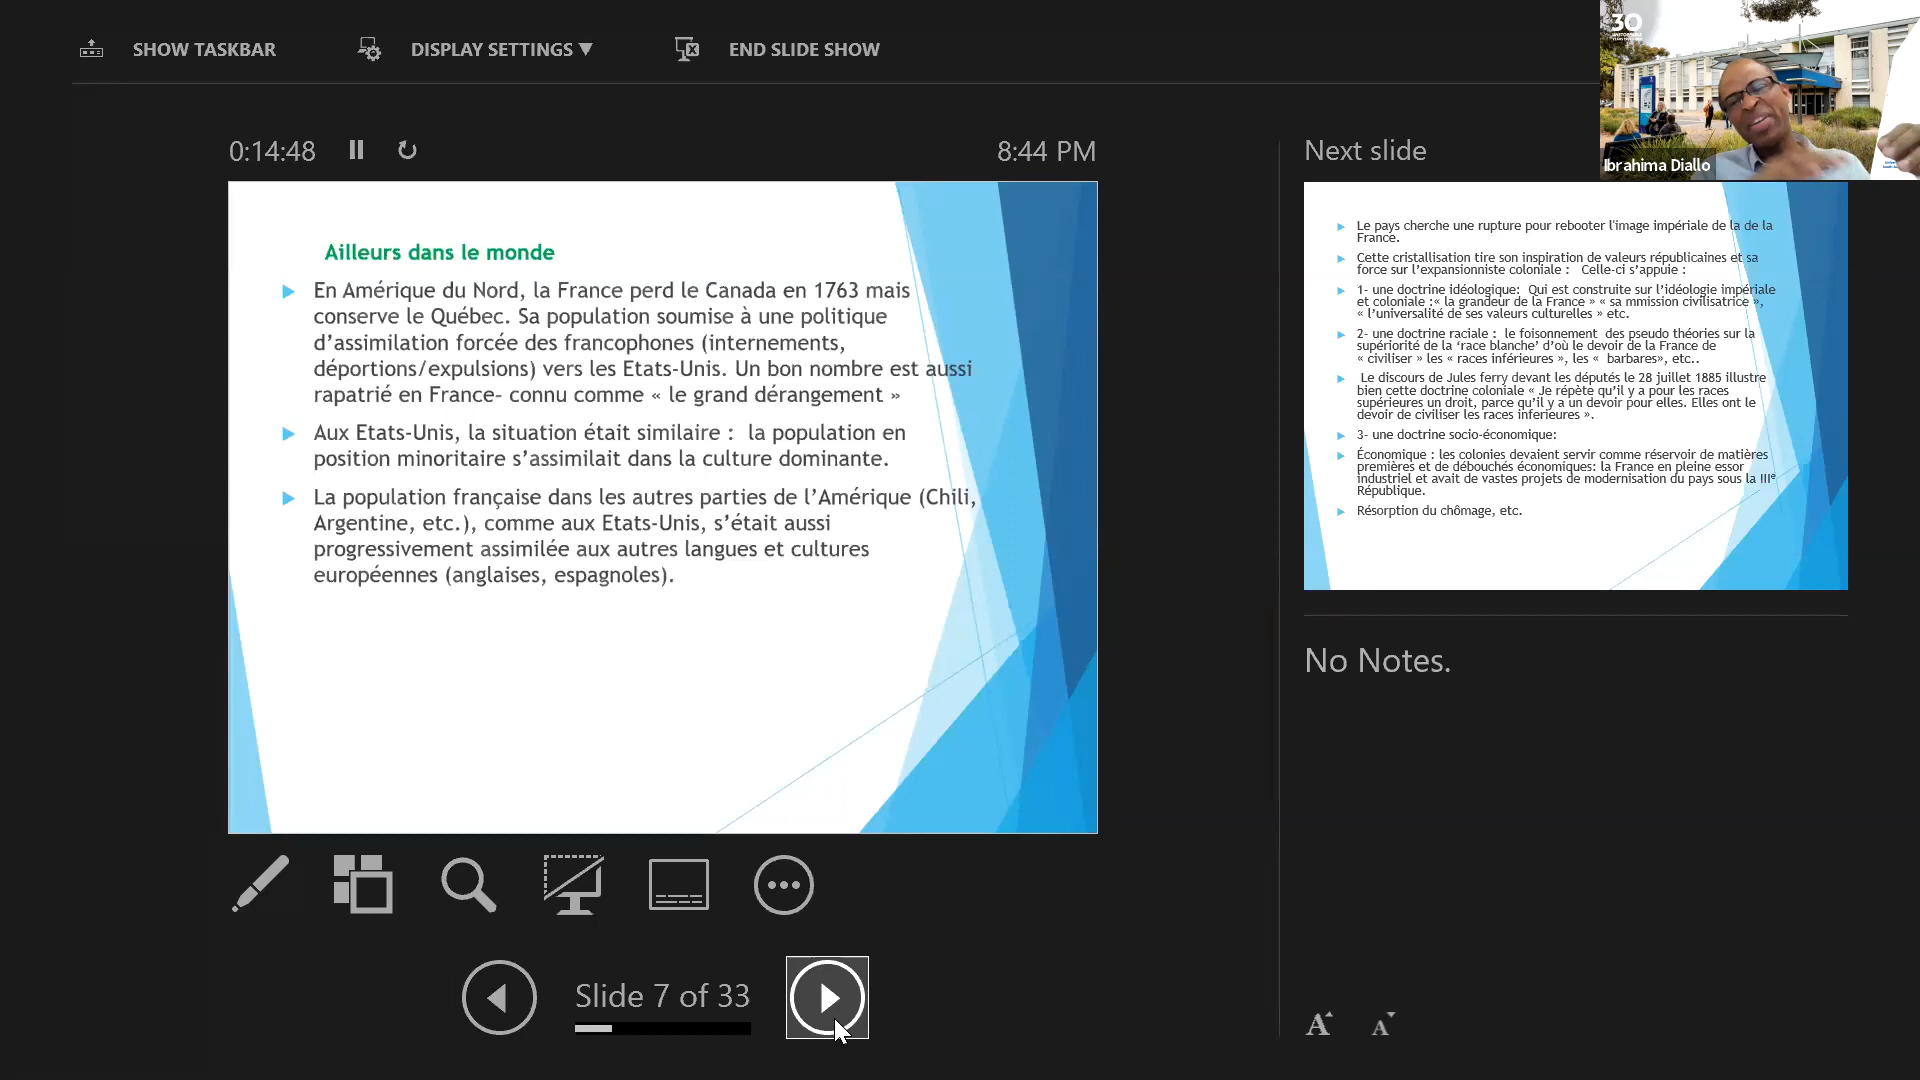 SHOW TASKBAR
DISPLAY SETTINGS ▼
END SLIDE SHOW
30
Ibrahima Diallo
0:14:48
8:44 PM
Next slide
Ailleurs dans le monde
En Amérique du Nord, la France perd le Canada en 1763 mais
conserve le Québec. Sa population soumise à une politique
d’assimilation forcée des francophones (internements,
déportions/expulsions) vers les Etats-Unis. Un bon nombre est aussi
rapatrié en France– connu comme « le grand dérangement »
Aux Etats-Unis, la situation était similaire :  la population en
position minoritaire s’assimilait dans la culture dominante.
La population française dans les autres parties de l’Amérique (Chili,
Argentine, etc.), comme aux Etats-Unis, s’était aussi
progressivement assimilée aux autres langues et cultures
européennes (anglaises, espagnoles).
Le pays cherche une rupture pour rebooter l'image impériale de la de la
France.
Cette cristallisation tire son inspiration de valeurs républicaines et sa
force sur l’expansionniste coloniale :   Celle-ci s’appuie :
1- une doctrine idéologique:  Qui est construite sur l’idéologie impériale
et coloniale :« la grandeur de la France » « sa mmission civilisatrice »,
« l’universalité de ses valeurs culturelles » etc.
2- une doctrine raciale :  le foisonnement  des pseudo théories sur la
supériorité de la ‘race blanche’ d’où le devoir de la France de
« civiliser » les « races inférieures », les «  barbares», etc..
Le discours de Jules ferry devant les députés le 28 juillet 1885 illustre
bien cette doctrine coloniale « Je répète qu’il y a pour les races
supérieures un droit, parce qu’il y a un devoir pour elles. Elles ont le
devoir de civiliser les races inferieures ».
3- une doctrine socio-économique:
Économique : les colonies devaient servir comme réservoir de matières
premières et de débouchés économiques: la France en pleine essor
industriel et avait de vastes projets de modernisation du pays sous la IIIe
République.
Résorption du chômage, etc.
No Notes.
Slide 7 of 33
A A